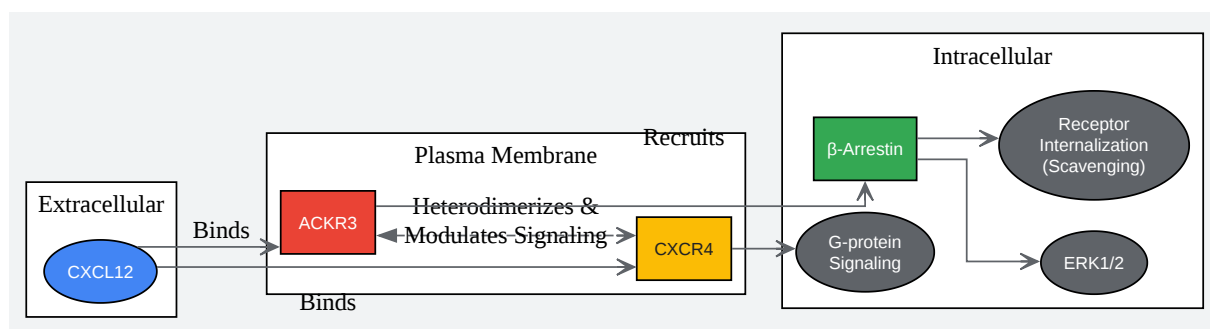 Intracellular
Receptor
Internalization
(Scavenging)
β-Arrestin
Recruits
Plasma Membrane
Extracellular
Binds
ACKR3
Heterodimerizes &
Modulates Signaling
CXCR4
G-protein
Signaling
ERK1/2
CXCL12
Binds